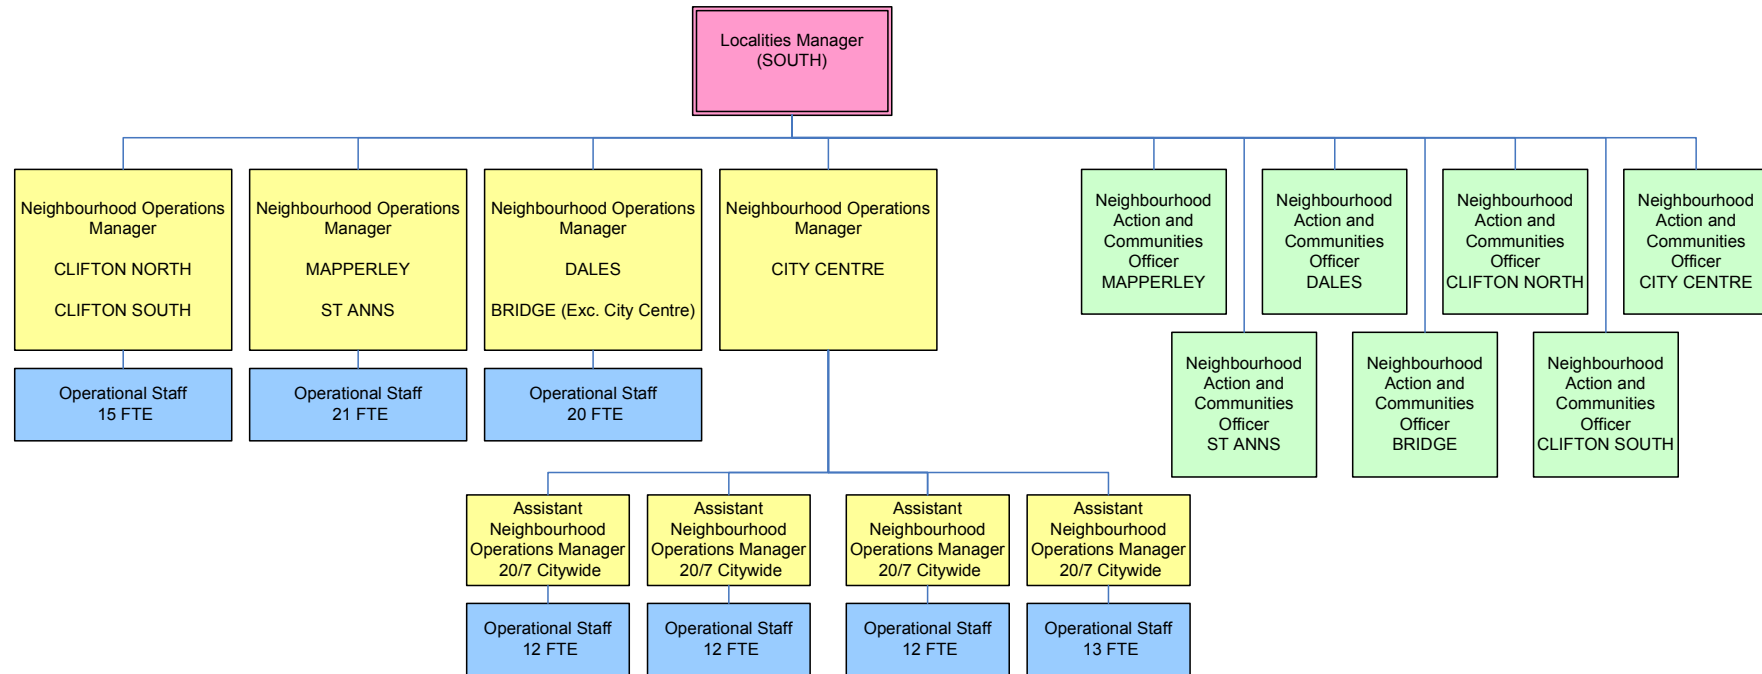 Localities Manager
(SOUTH)
Neighbourhood Operations
Manager
CLIFTON NORTH
CLIFTON SOUTH
Neighbourhood Operations
Manager
MAPPERLEY
ST ANNS
Neighbourhood Operations
Manager
DALES
BRIDGE (Exc. City Centre)
Neighbourhood Operations
Manager
CITY CENTRE
Neighbourhood
Action and
Communities
Officer
MAPPERLEY
Neighbourhood
Action and
Communities
Officer
DALES
Neighbourhood
Action and
Communities
Officer
CLIFTON NORTH
Neighbourhood
Action and
Communities
Officer
CITY CENTRE
Neighbourhood
Action and
Communities
Officer
ST ANNS
Neighbourhood
Action and
Communities
Officer
BRIDGE
Neighbourhood
Action and
Communities
Officer
CLIFTON SOUTH
Operational Staff
15 FTE
Operational Staff
21 FTE
Operational Staff
20 FTE
Assistant
Neighbourhood
Operations Manager
20/7 Citywide
Assistant
Neighbourhood
Operations Manager
20/7 Citywide
Assistant
Neighbourhood
Operations Manager
20/7 Citywide
Assistant
Neighbourhood
Operations Manager
20/7 Citywide
Operational Staff
12 FTE
Operational Staff
12 FTE
Operational Staff
12 FTE
Operational Staff
13 FTE